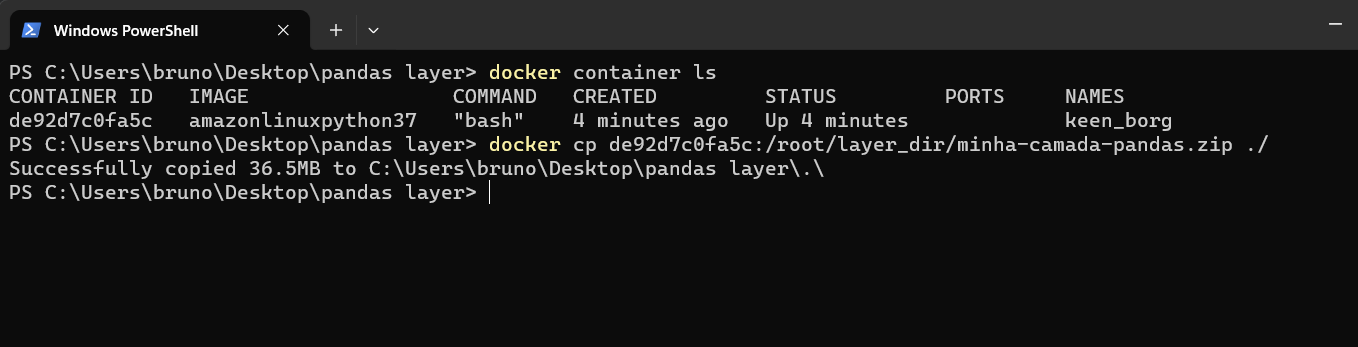 Windows PowerShell
PS C:\Users\bruno\Desktop\pandas layer> docker container ls
CONTAINER ID   IMAGE                 COMMAND   CREATED         STATUS         PORTS     NAMES
de92d7c0fa5c   amazonlinuxpython37   "bash"    4 minutes ago   Up 4 minutes             keen_borg
PS C:\Users\bruno\Desktop\pandas layer> docker cp de92d7c0fa5c:/root/layer_dir/minha-camada-pandas.zip ./
Successfully copied 36.5MB to C:\Users\bruno\Desktop\pandas layer\.\
PS C:\Users\bruno\Desktop\pandas layer>